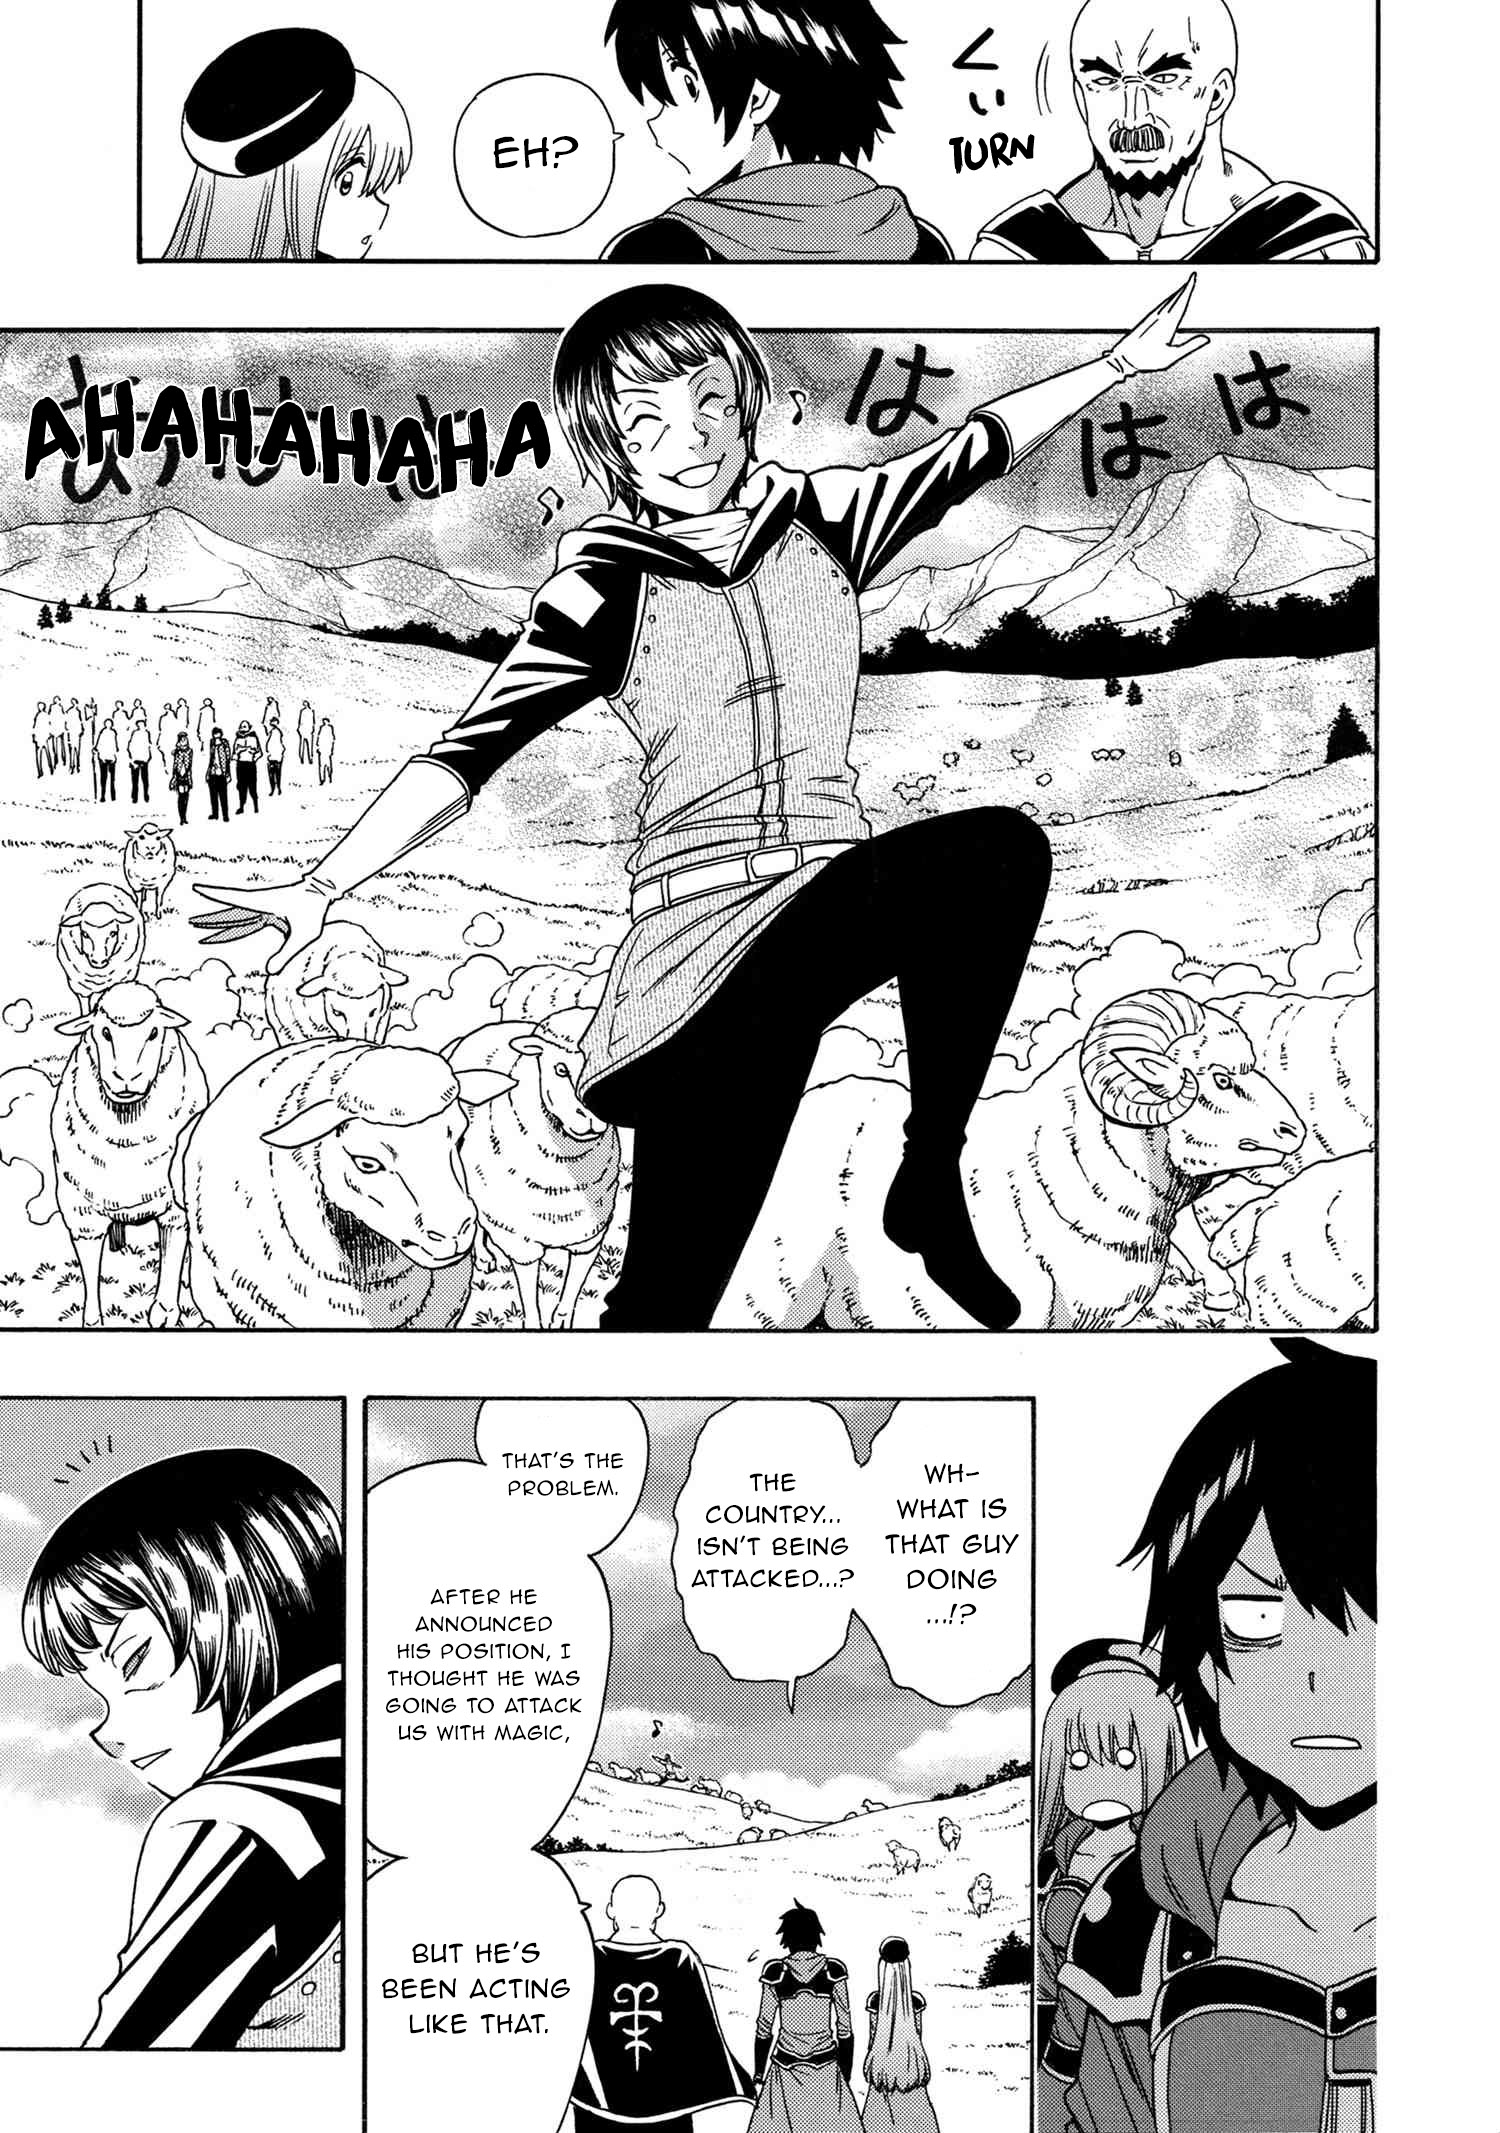 くい
TURN
EH?
は
は
は
AHAHAHAHAHA
WH-
WHAT IS
THAT GUY
DOING
...!?
THE
COUNTRY...
ISN'T BEING
ATTACKED...?
THAT'S THE
PROBLEM.
AFTER HE
ANNOUNCED
HIS POSITION, I
THOUGHT HE WAS
GOING TO ATTACK
US WITH MAGIC,
BUT HE'S
BEEN ACTING
LIKE THAT.